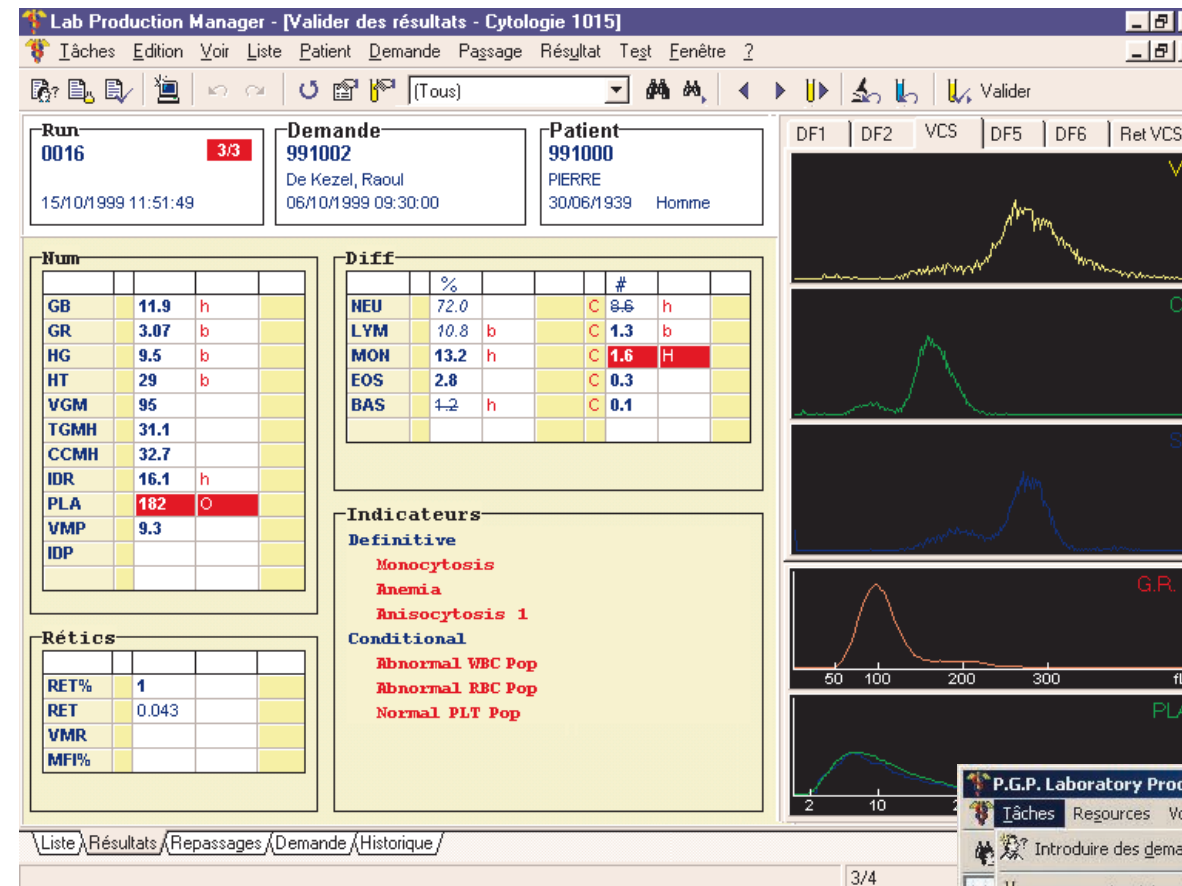 Lab Production Manager - [Valider des résultats - Cytologie 1015]
Tâches Edition Voir Liste Patient Demande Passage Résultat Test Fenêtre ?
(Tous) Valider
Run
0016 3/3
15/10/1999 11:51:49
Demande
991002
De Kezel, Raoul
06/10/1999 09:30:00
Patient
991000
PIERRE
30/06/1939 Homme
DF1 DF2 VCS DF5 DF6 Ret VCS
V
C
S
G.R.
50 100 200 300 fl
2 10
Num
GB 11.9 h
GR 3.07 b
HG 9.5 b
HT 29 b
VGM 95
TGMH 31.1
CCMH 32.7
IDR 16.1 h
PLA 182 O
VMP 9.3
IDP
Diff
% #
NEU 72.0 C 8.6 h
LYM 10.8 b C 1.3 b
MON 13.2 h C 1.6 H
EOS 2.8 C 0.3
BAS 1.2 h C 0.1
Indicateurs
Definitive
Monocytosis
Anemia
Anisocytosis 1
Conditional
Abnormal WBC Pop
Abnormal RBC Pop
Normal PLT Pop
Rétics
RET% 1
RET 0.043
VMR
MFI%
Liste Résultats Repassages Demande Historique
3/4
P.G.P. Laboratory
Tâches Resources
Introduire des